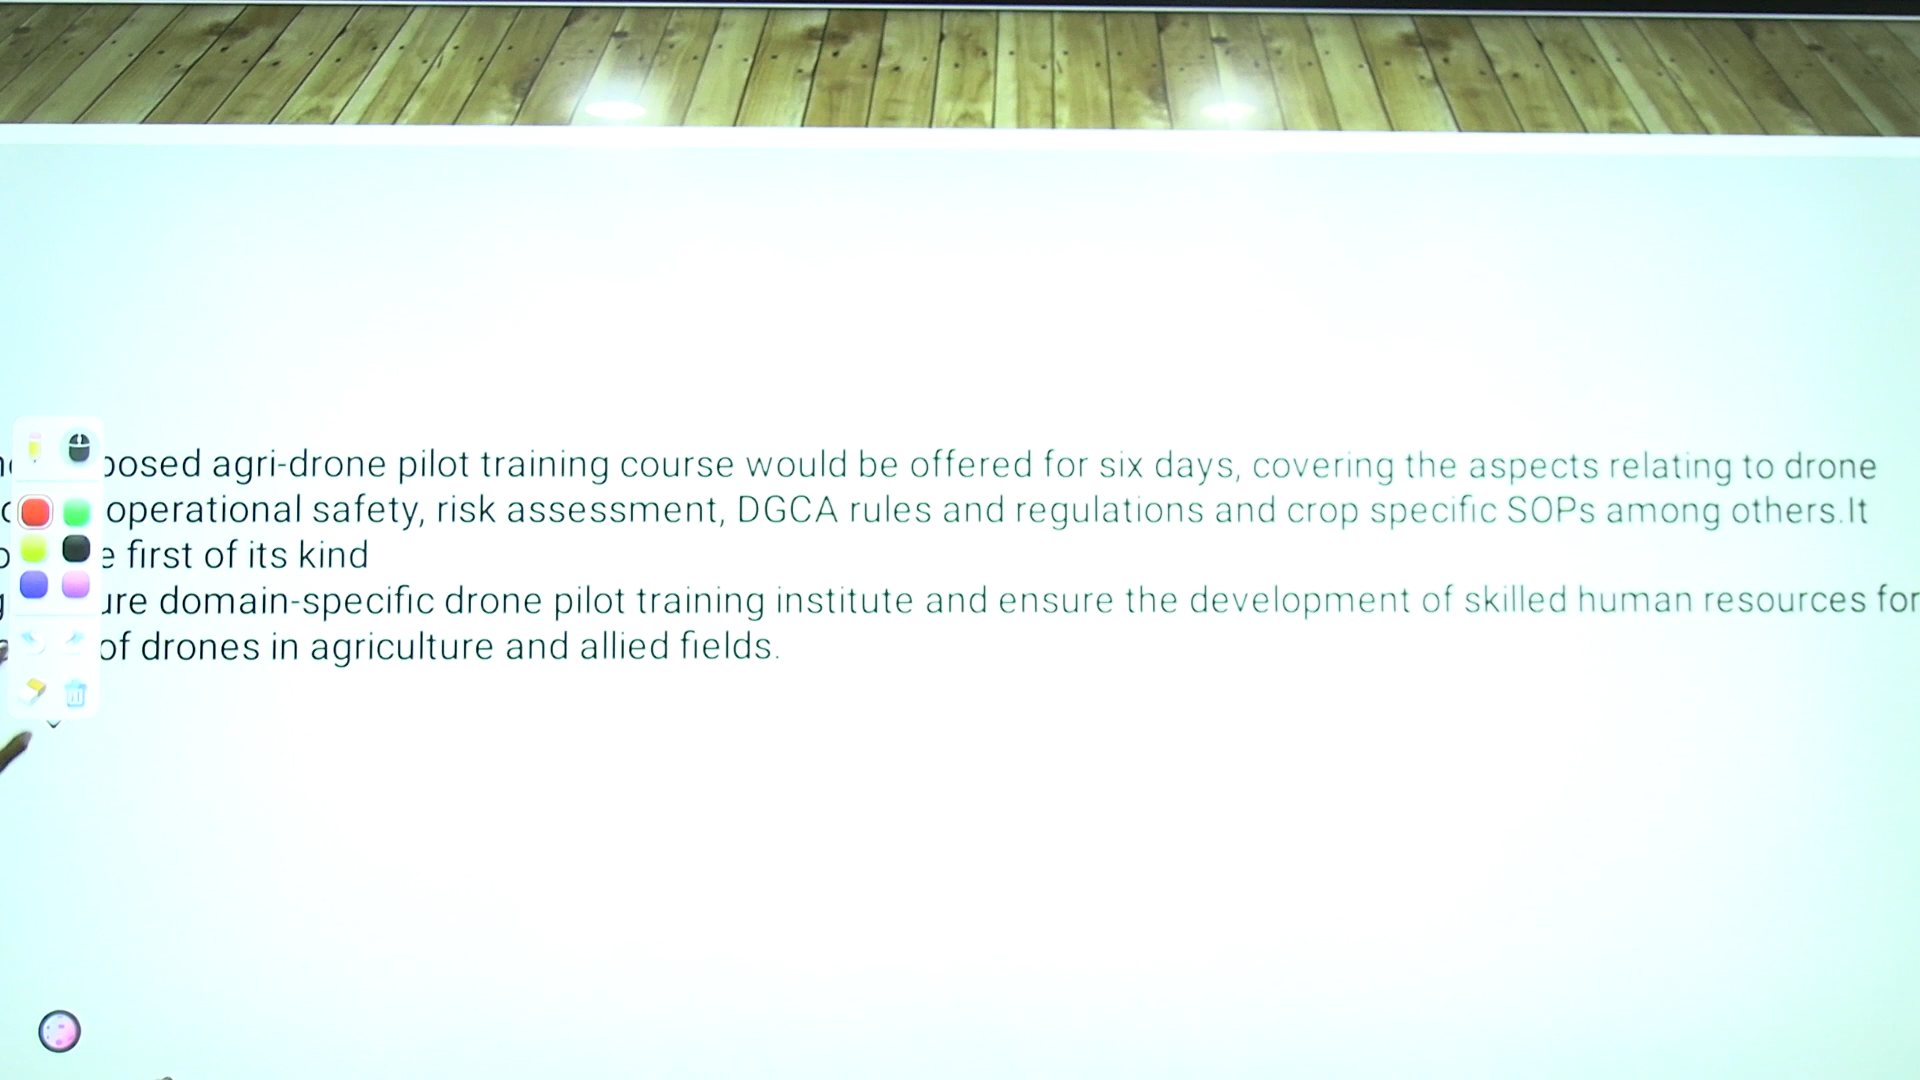 posed agri-drone pilot training course would be offered for six days, covering the aspects relating to drone
operational safety, risk assessment, DGCA rules and regulations and crop specific SOPs among others.It
first of its kind
ure domain-specific drone pilot training institute and ensure the development of skilled human resources for
of drones in agriculture and allied fields.